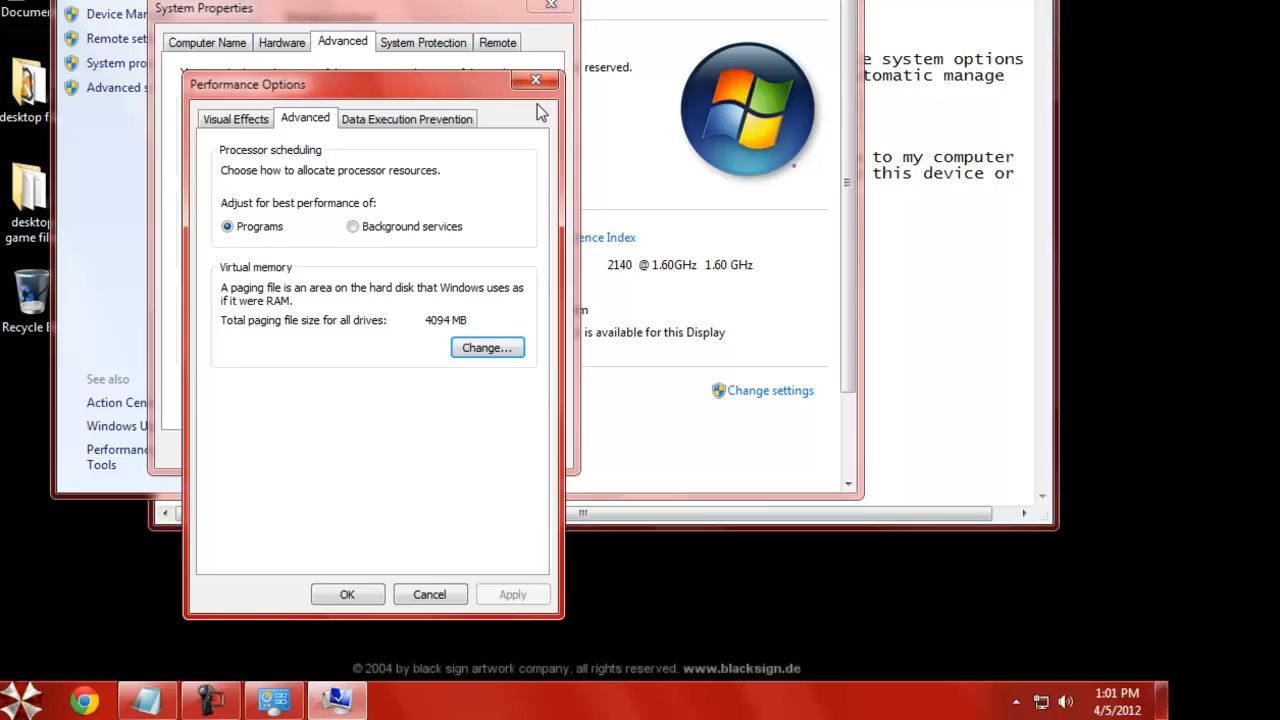 Documen
desktop f
desktop
game fil
Recycle B
Device Mar
Remote set
System pro
Advanced s
See also
Action Cen
Windows U
Performanc
Tools
System Properties
Computer Name
Hardware
Advanced
System Protection
Remote
Performance Options
Visual Effects
Advanced
Data Execution Prevention
Processor scheduling
Choose how to allocate processor resources.
Adjust for best performance of:
Programs
Background services
Virtual memory
A paging file is an area on the hard disk that Windows uses as
if it were RAM.
Total paging file size for all drives:
4094 MB
Change...
OK
Cancel
Apply
reserved.
ence Index
2140 @ 1.60GHz 1.60 GHz
m
is available for this Display
Change settings
e system options
tomatic manage
to my computer
this device or
© 2004 by black sign artwork company, all rights reserved. www.blacksign.de
1:01 PM
4/5/2012